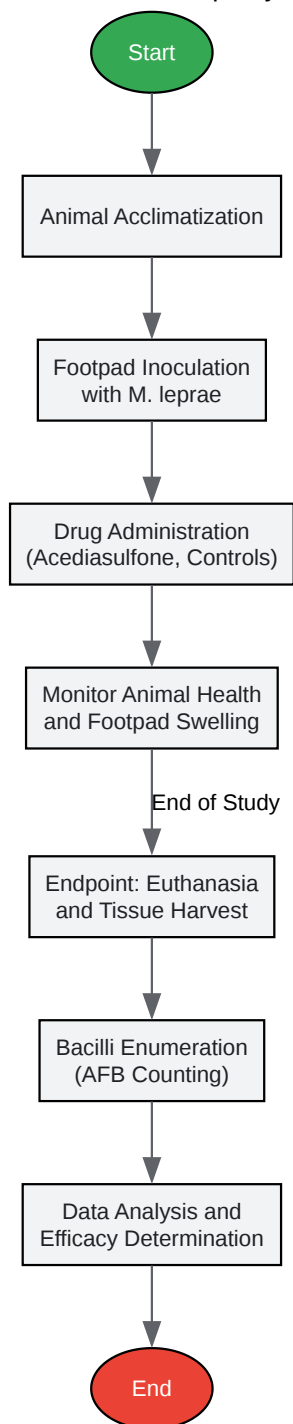 Start
Animal Acclimatization
Footpad Inoculation
with M. leprae
Drug Administration
(Acediasulfone, Controls)
Monitor Animal Health
and Footpad Swelling
End of Study
Endpoint: Euthanasia
and Tissue Harvest
Bacilli Enumeration
(AFB Counting)
Data Analysis and
Efficacy Determination
End